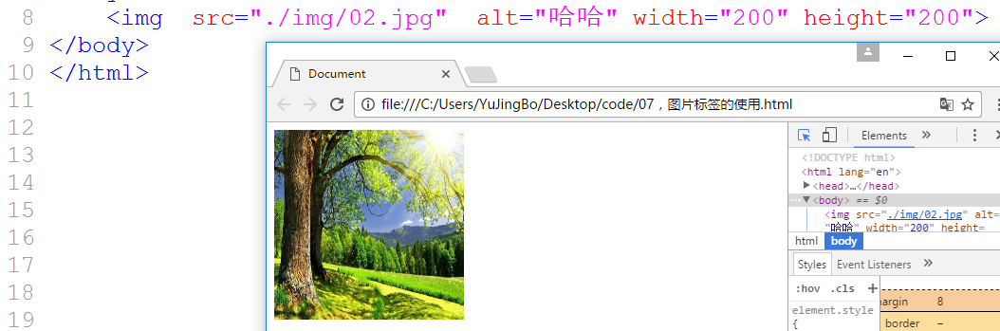 8 <img  src="./img/02.jpg"  alt="哈哈" width="200" height="200">
9 </body>
10 </html>
11
12
13
14
15
16
17
18
19
Document
file:///C:/Users/YuJingBo/Desktop/code/07，图片标签的使用.html
Elements »
<!DOCTYPE html>
<html lang="en">
<head>…</head>
… <body> == $0
<img src="./img/02.jpg" alt=
"哈哈" width="200" height=
html body
Styles Event Listeners »
:hov .cls +
element.style
{
margin 8
border –